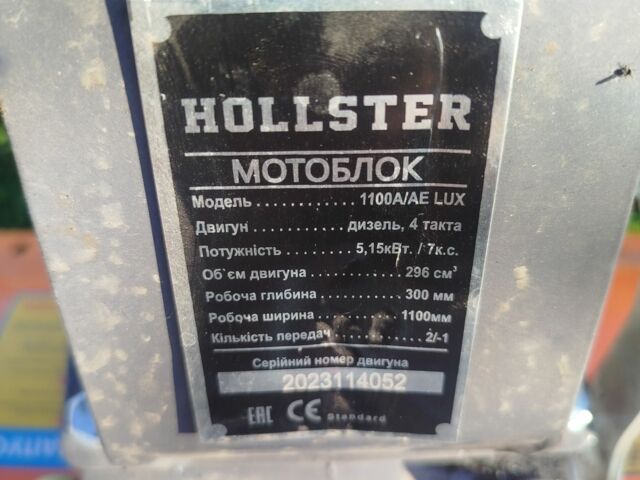 HOLLSTER
МОТОБЛОК
Модель ............. 1100A/AE LUX
Двигун ............. дизель, 4 такта
Потужність ......... 5,15кВт. / 7к.с.
Об`єм двигуна ............ 296 см³
Робоча глибина ........... 300 мм
Робоча ширина ........... 1100мм
Кількість передач ........... 2/-1
Серійний номер двигуна
2023114052
EAC CE Standard